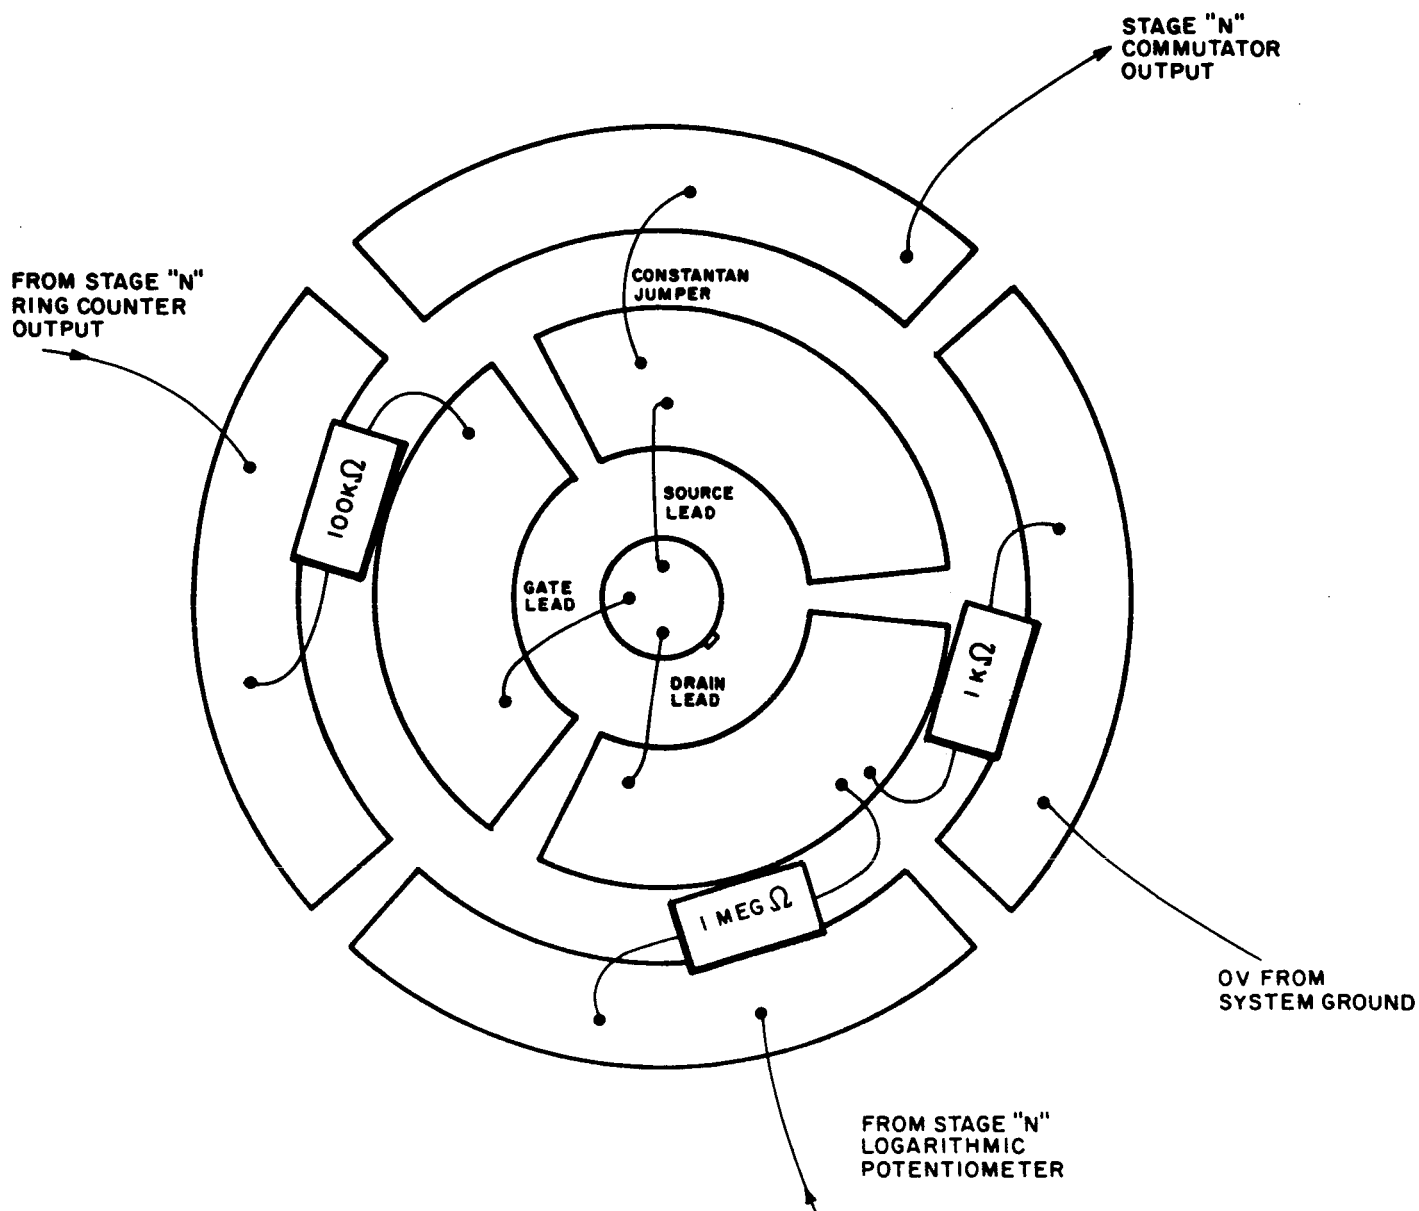 STAGE "N"
COMMUTATOR
OUTPUT
FROM STAGE "N"
RING COUNTER
OUTPUT
CONSTANTAN
JUMPER
100KΩ
SOURCE
LEAD
GATE
LEAD
DRAIN
LEAD
1 KΩ
1 MEG Ω
0V FROM
SYSTEM GROUND
FROM STAGE "N"
LOGARITHMIC
POTENTIOMETER